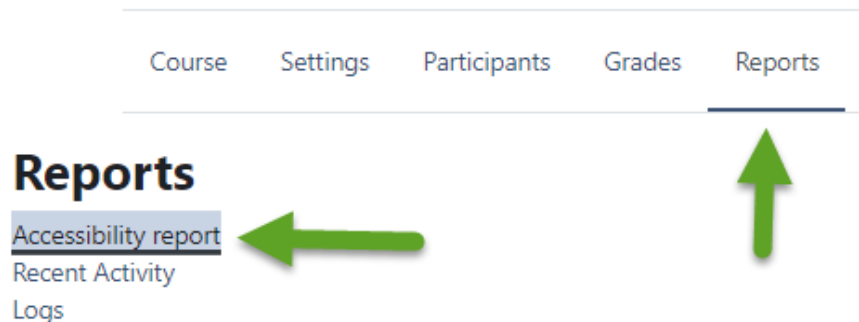 Course Settings Participants Grades Reports
Reports
Accessibility report
Recent Activity
Logs